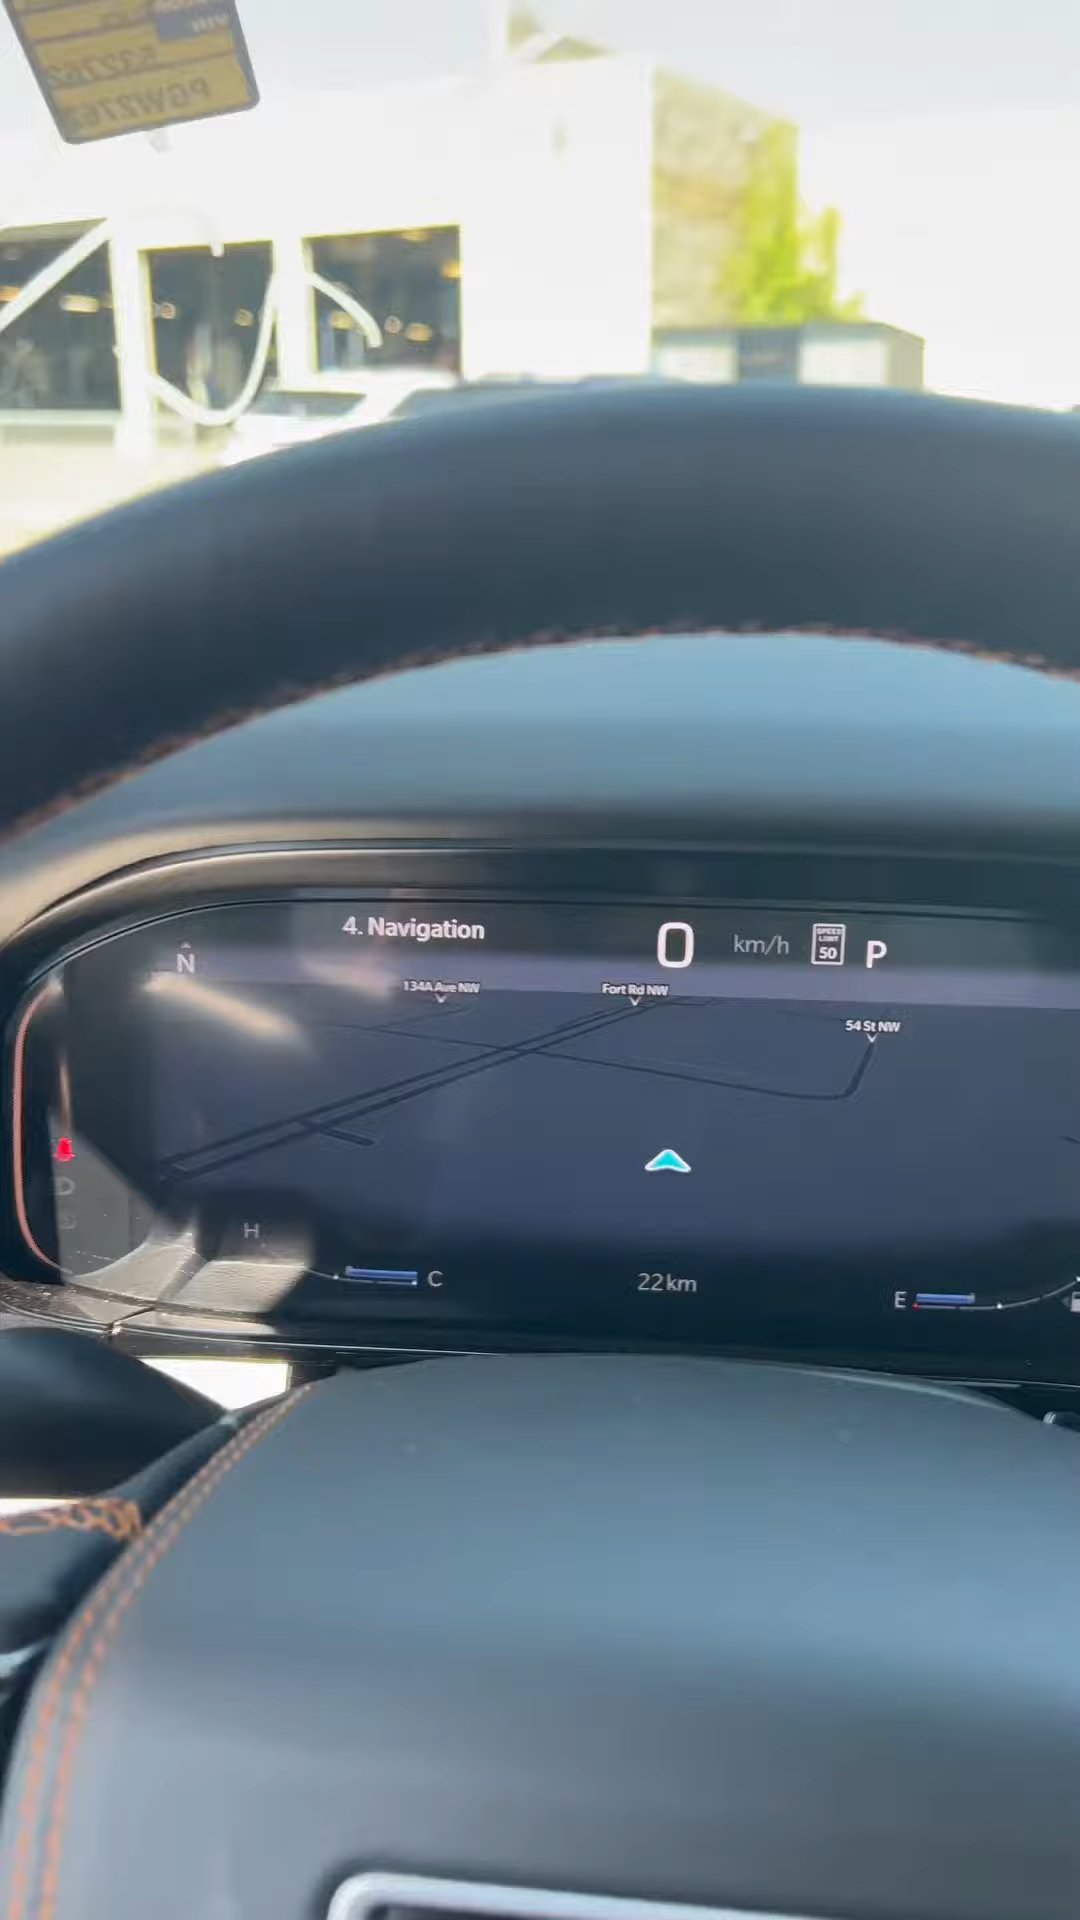 4. Navigation
0 km/h SPEED LIMIT 50 P
N
134A Ave NW
Fort Rd NW
54 St NW
H
C
22km
E